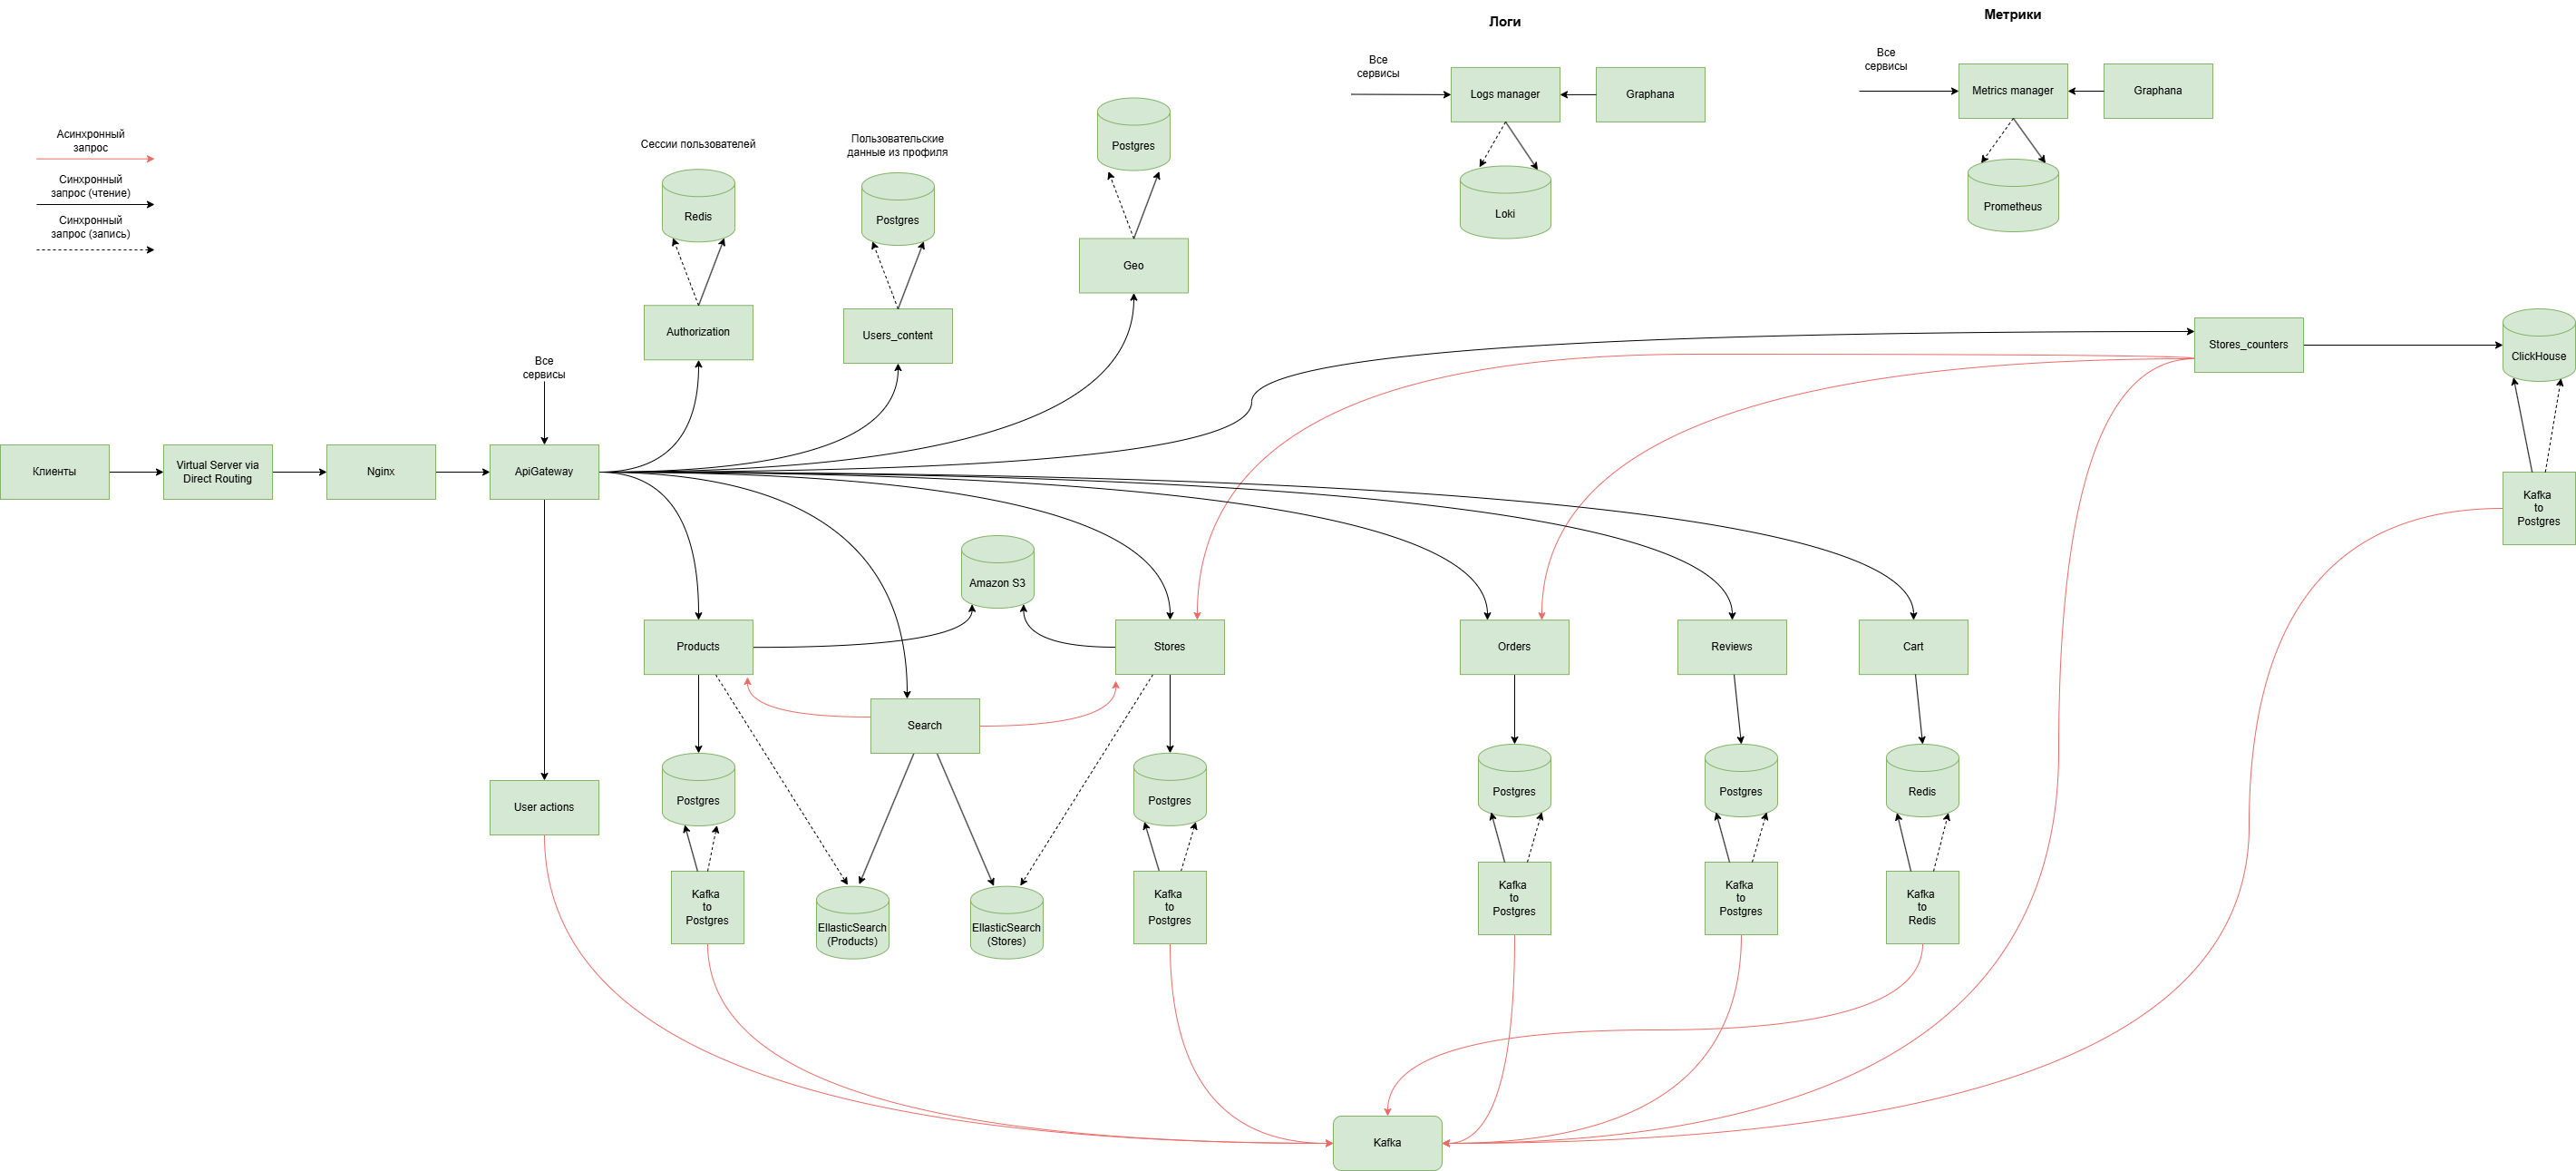 Логи
Метрики
Все
сервисы
Logs manager
Graphana
Loki
Все
сервисы
Metrics manager
Graphana
Prometheus
Асинхронный
запрос
Синхронный
запрос (чтение)
Синхронный
запрос (запись)
Сессии пользователей
Redis
Authorization
Пользовательские
данные из профиля
Postgres
Users_content
Postgres
Geo
Stores_counters
ClickHouse
Kafka
to
Postgres
Все
сервисы
Клиенты
Virtual Server via
Direct Routing
Nginx
ApiGateway
User actions
Amazon S3
Products
Search
Stores
Orders
Reviews
Cart
Postgres
Postgres
Postgres
Postgres
Redis
Kafka
to
Postgres
EllasticSearch
(Products)
EllasticSearch
(Stores)
Kafka
to
Postgres
Kafka
to
Postgres
Kafka
to
Postgres
Kafka
to
Redis
Kafka